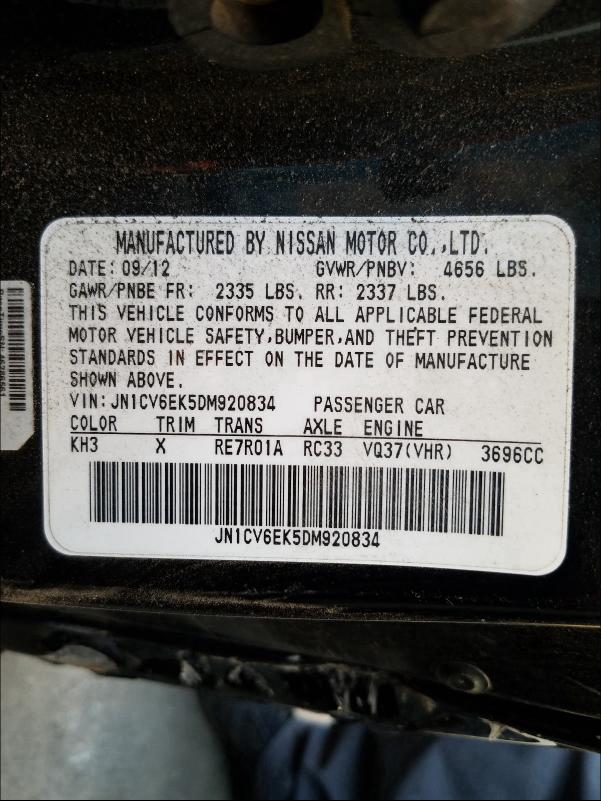 MANUFACTURED BY NISSAN MOTOR CO.,LTD.
DATE: 09/12 GVWR/PNBV: 4656 LBS.
GAWR/PNBE FR: 2335 LBS. RR: 2337 LBS.
THIS VEHICLE CONFORMS TO ALL APPLICABLE FEDERAL
MOTOR VEHICLE SAFETY,BUMPER,AND THEFT PREVENTION
STANDARDS IN EFFECT ON THE DATE OF MANUFACTURE
SHOWN ABOVE.
VIN: JN1CV6EK5DM920834 PASSENGER CAR
COLOR TRIM TRANS AXLE ENGINE
KH3 X RE7R01A RC33 VQ37(VHR) 3696CC
JN1CV6EK5DM920834